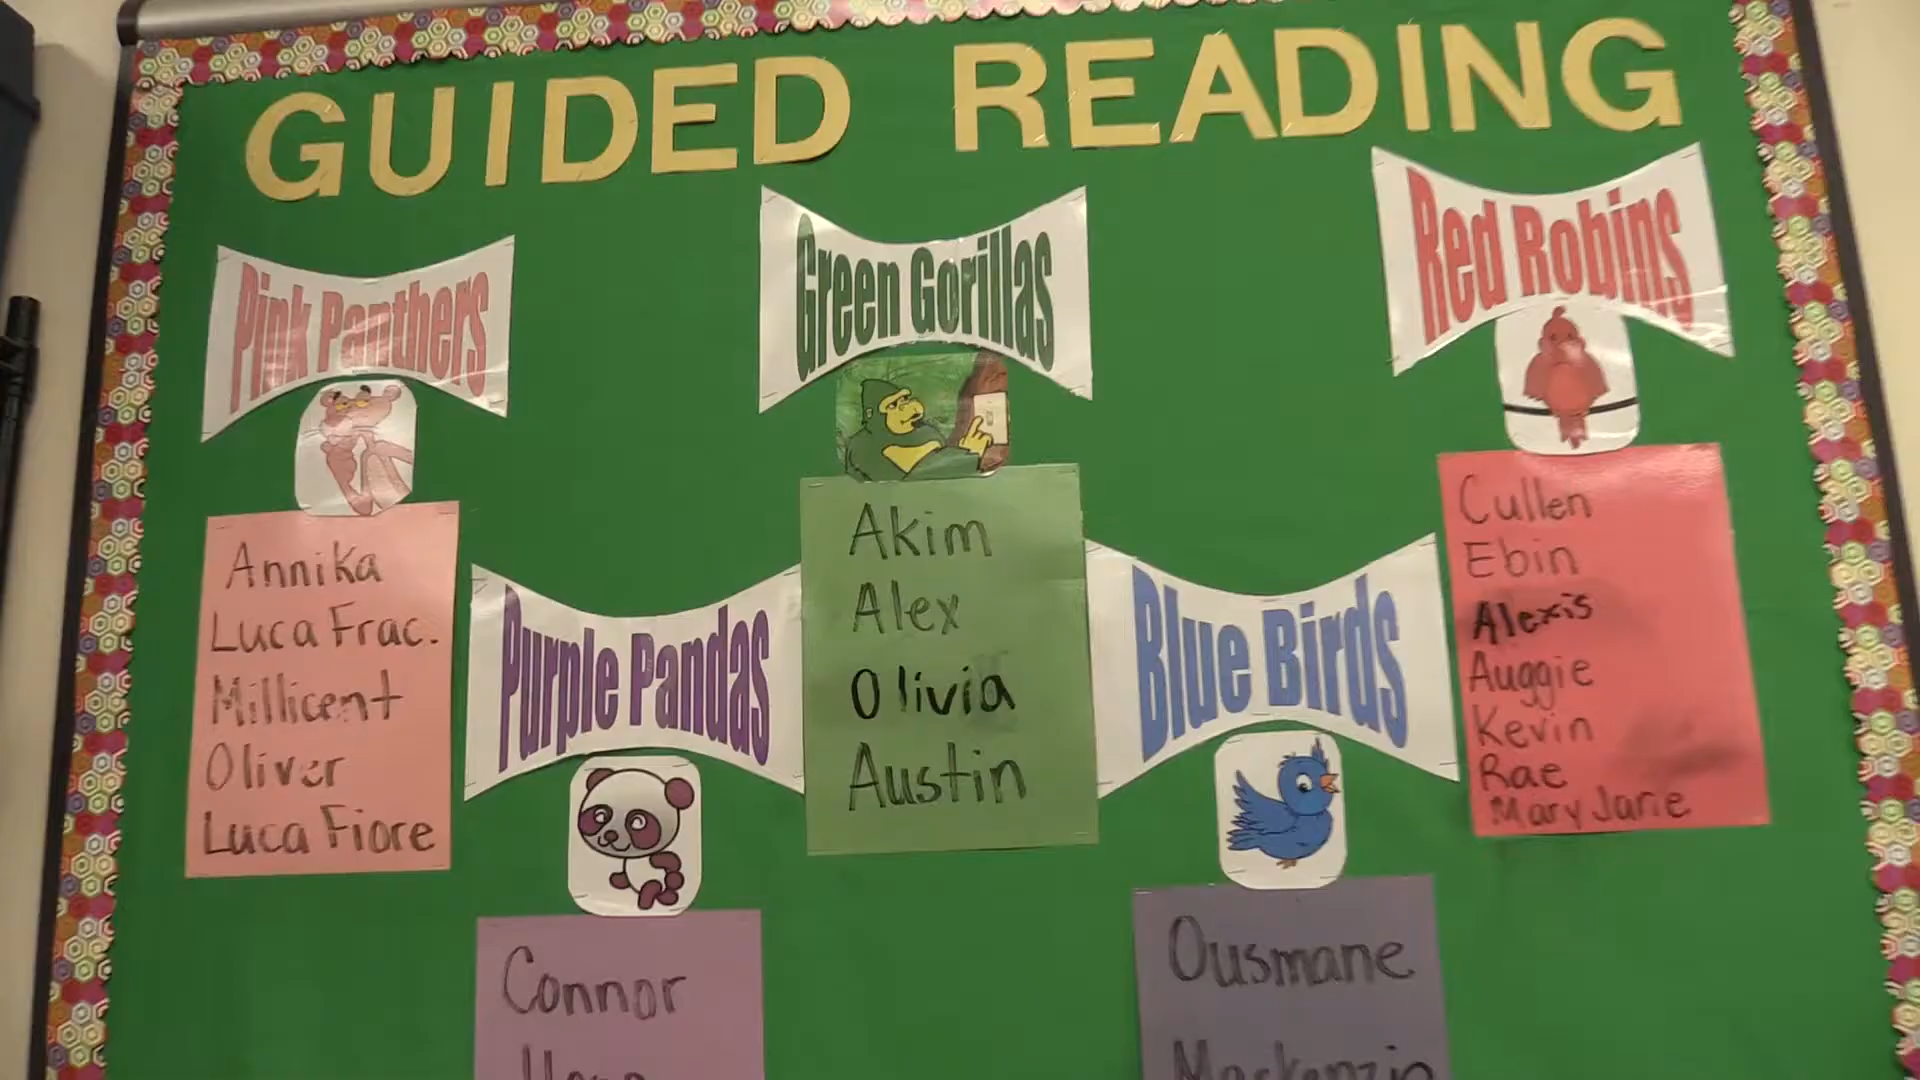 GUIDED READING
Pink Panthers
Annika
Luca Frac.
Millicent
Oliver
Luca Fiore
Purple Pandas
Connor
Green Gorillas
Akim
Alex
Olivia
Austin
Blue Birds
Ousmane
Mackenzie
Red Robins
Cullen
Ebin
Alexis
Auggie
Kevin
Rae
Mary Jane